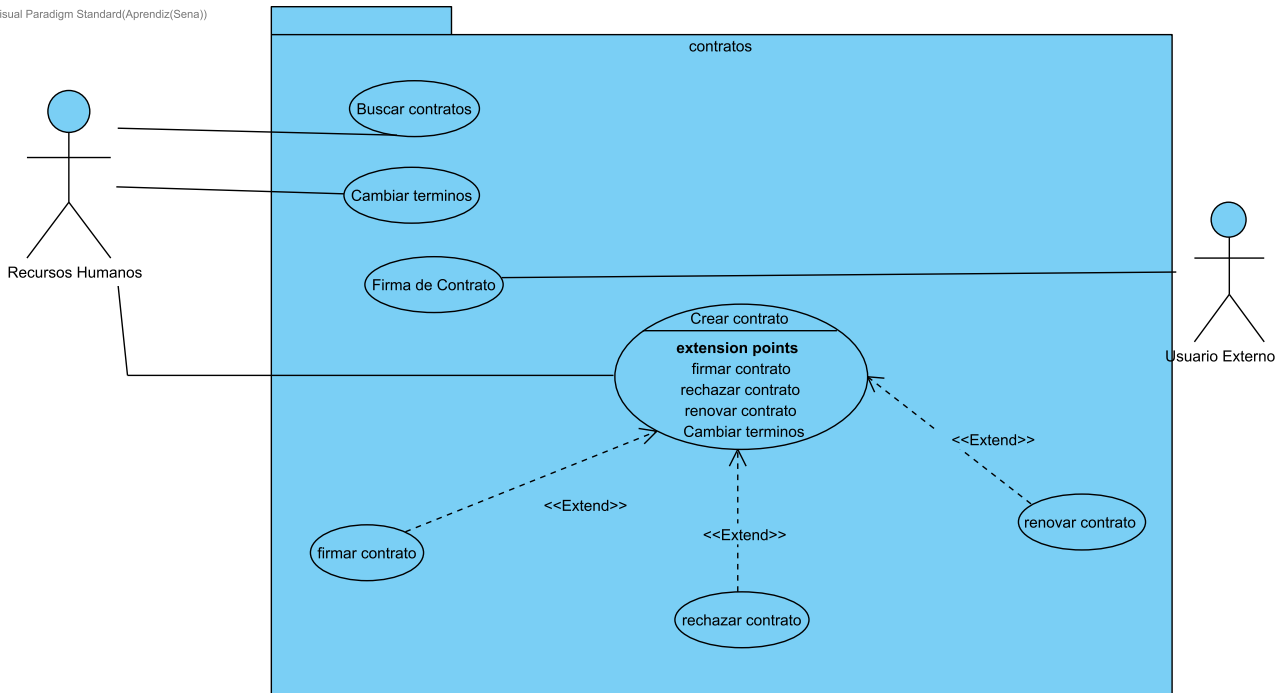 isual Paradigm Standard(Aprendiz(Sena))
contratos
Buscar contratos
Cambiar terminos
Recursos Humanos
Firma de Contrato
Usuario Externo
Crear contrato
extension points
firmar contrato
rechazar contrato
renovar contrato
Cambiar terminos
<<Extend>>
<<Extend>>
<<Extend>>
renovar contrato
firmar contrato
rechazar contrato